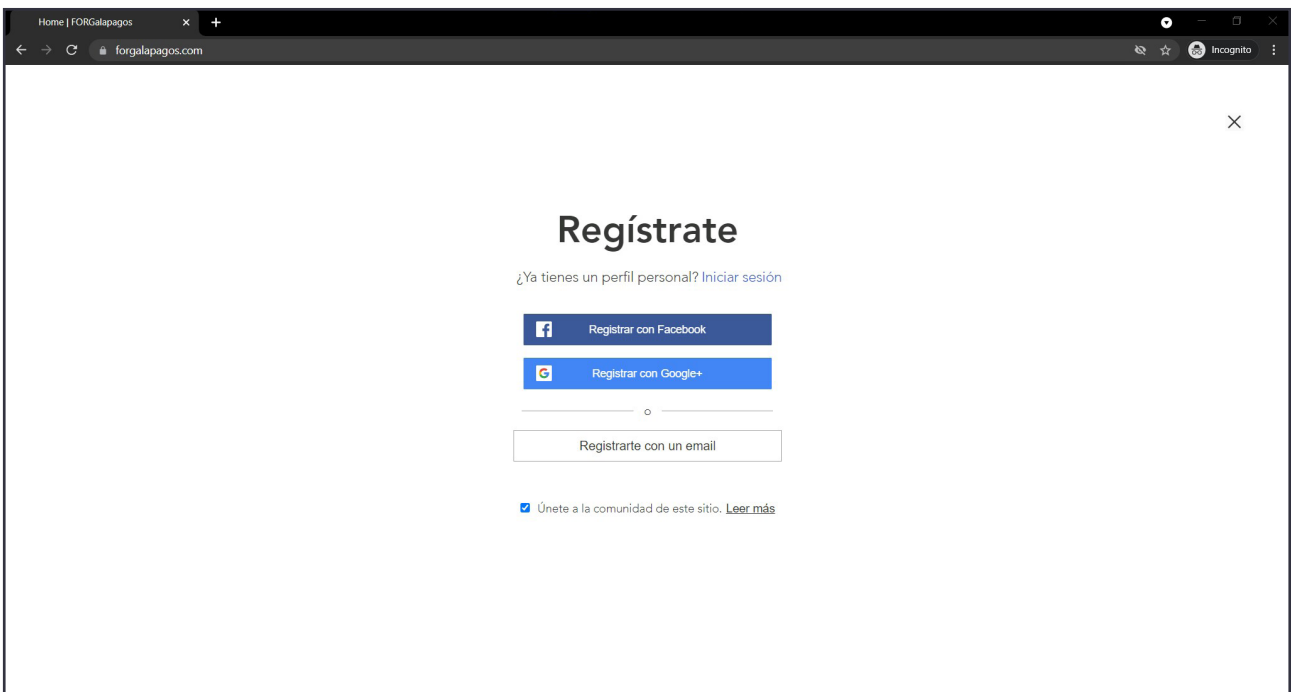 Home | FORGalapagos
forgalapagos.com
Incognito
Regístrate
¿Ya tienes un perfil personal? Iniciar sesión
Registrar con Facebook
Registrar con Google+
o
Registrarte con un email
Únete a la comunidad de este sitio. Leer más